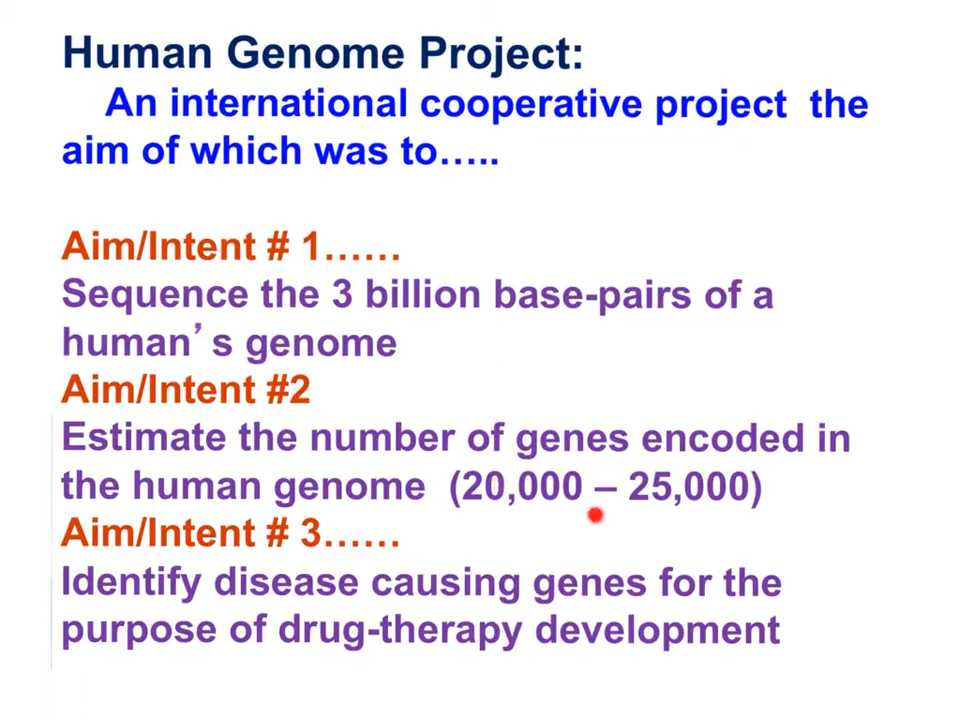 Human Genome Project:
An international cooperative project the
aim of which was to…..
Aim/Intent # 1……
Sequence the 3 billion base-pairs of a
human’s genome
Aim/Intent #2
Estimate the number of genes encoded in
the human genome (20,000 – 25,000)
Aim/Intent # 3……
Identify disease causing genes for the
purpose of drug-therapy development